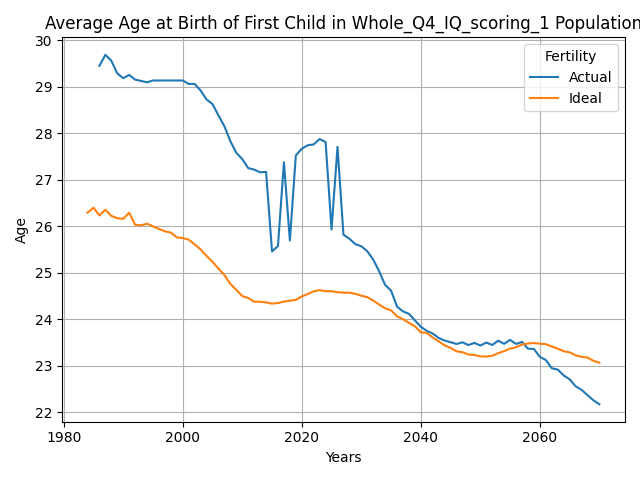 Average Age at Birth of First Child in Whole_Q4_IQ_scoring_1 Population
30
29
28
27
26
25
24
23
22
Age
Fertility
Actual
Ideal
1980
2000
2020
2040
2060
Years